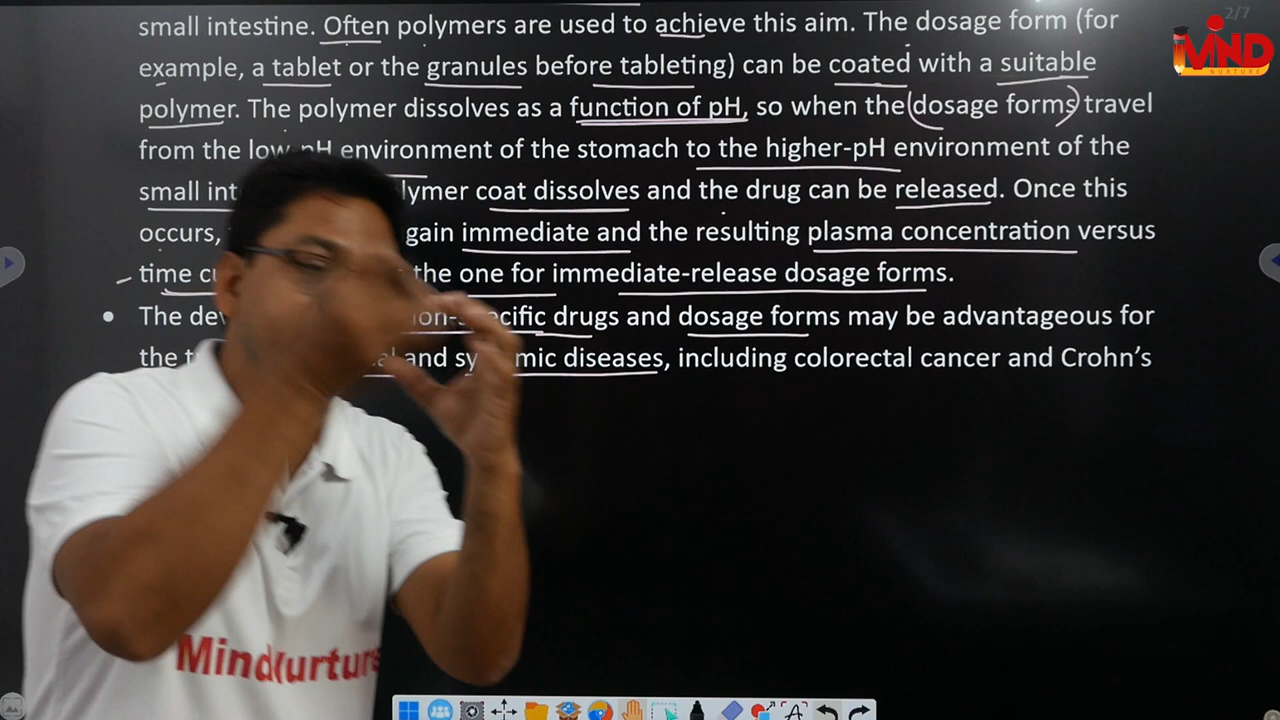 2/7
MIND
NURTURE
small intestine. Often polymers are used to achieve this aim. The dosage form (for
example, a tablet or the granules before tableting) can be coated with a suitable
polymer. The polymer dissolves as a function of pH, so when the dosage forms travel
from the low pH environment of the stomach to the higher-pH environment of the
small coat dissolves and the drug can be released. Once this
occurs, gain immediate and the resulting plasma concentration versus
time the one for immediate-release dosage forms.
• The drugs and dosage forms may be advantageous for
the and diseases, including colorectal cancer and Crohn's
MindNurture